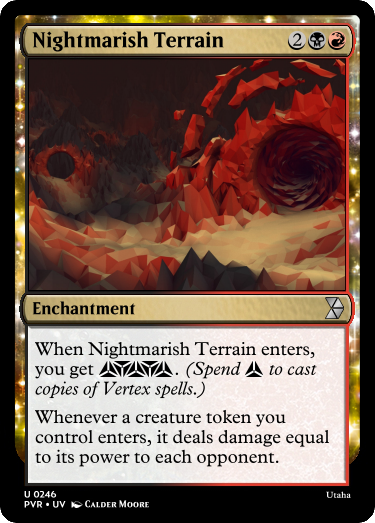 Nightmarish Terrain 2
Enchantment
When Nightmarish Terrain enters,
you get . (Spend to cast
copies of Vertex spells.)
Whenever a creature token you
control enters, it deals damage equal
to its power to each opponent.
U 0246
PVR • UV Calder Moore
Utaha